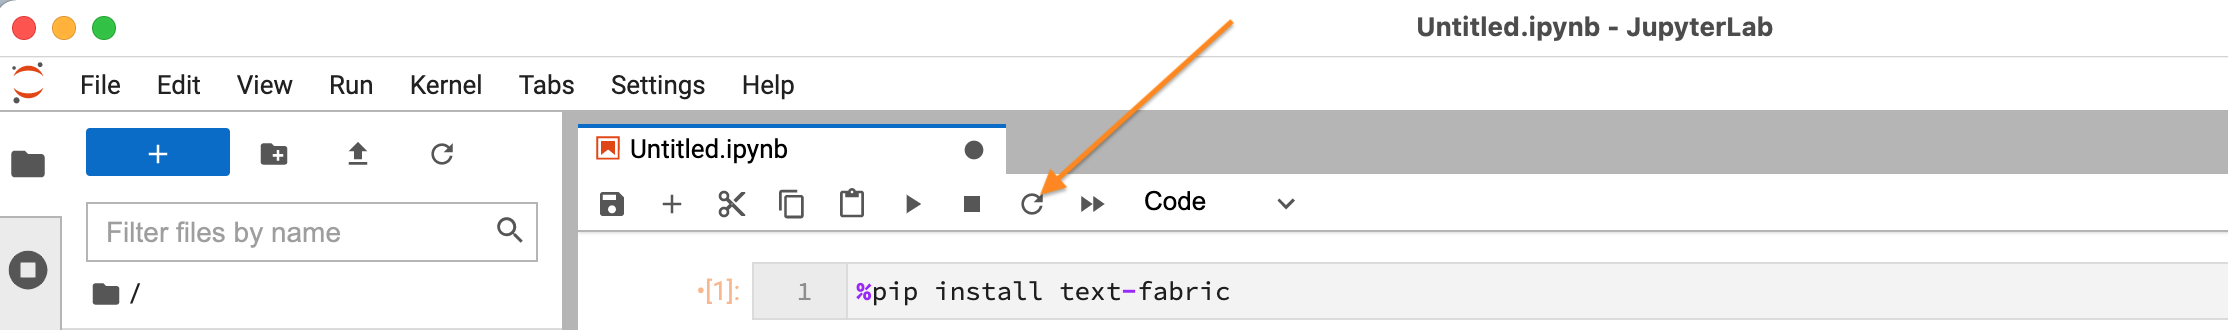 Untitled.ipynb - JupyterLab
File Edit View Run Kernel Tabs Settings Help
Untitled.ipynb
Code
Filter files by name
/
[1]: 1 %pip install text-fabric